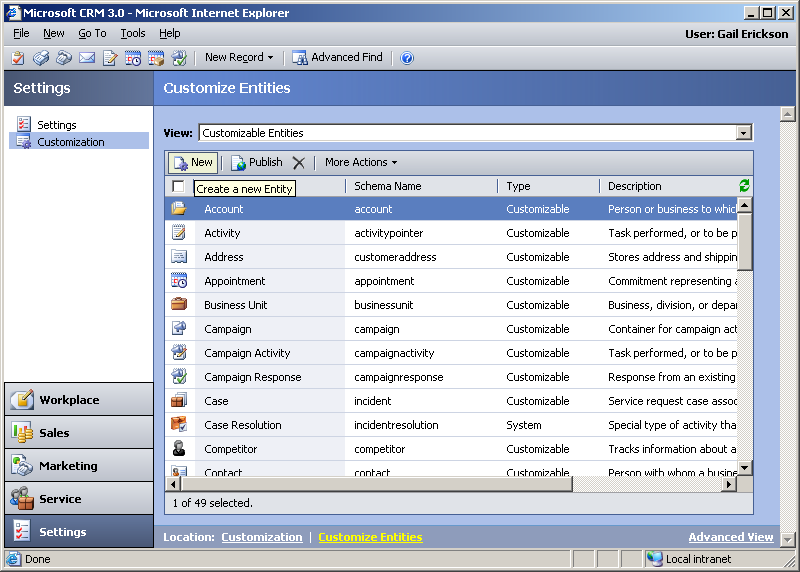 Microsoft CRM 3.0 - Microsoft Internet Explorer
File New Go To Tools Help User: Gail Erickson
New Record Advanced Find
Settings Customize Entities
Settings
Customization
View: Customizable Entities
New Publish More Actions
Create a new Entity Schema Name Type Description
Account account Customizable Person or business to whic
Activity activitypointer Customizable Task performed, or to be p
Address customeraddress Customizable Stores address and shippin
Appointment appointment Customizable Commitment representing a
Business Unit businessunit Customizable Business, division, or depa
Campaign campaign Customizable Container for campaign act
Campaign Activity campaignactivity Customizable Task performed, or to be p
Campaign Response campaignresponse Customizable Response from an existing
Case incident Customizable Service request case assoc
Case Resolution incidentresolution System Special type of activity tha
Competitor competitor Customizable Tracks information about a
Contact contact Customizable Person with whom a busine
1 of 49 selected.
Workplace
Sales
Marketing
Service
Settings
Location: Customization | Customize Entities Advanced View
Done Local intranet